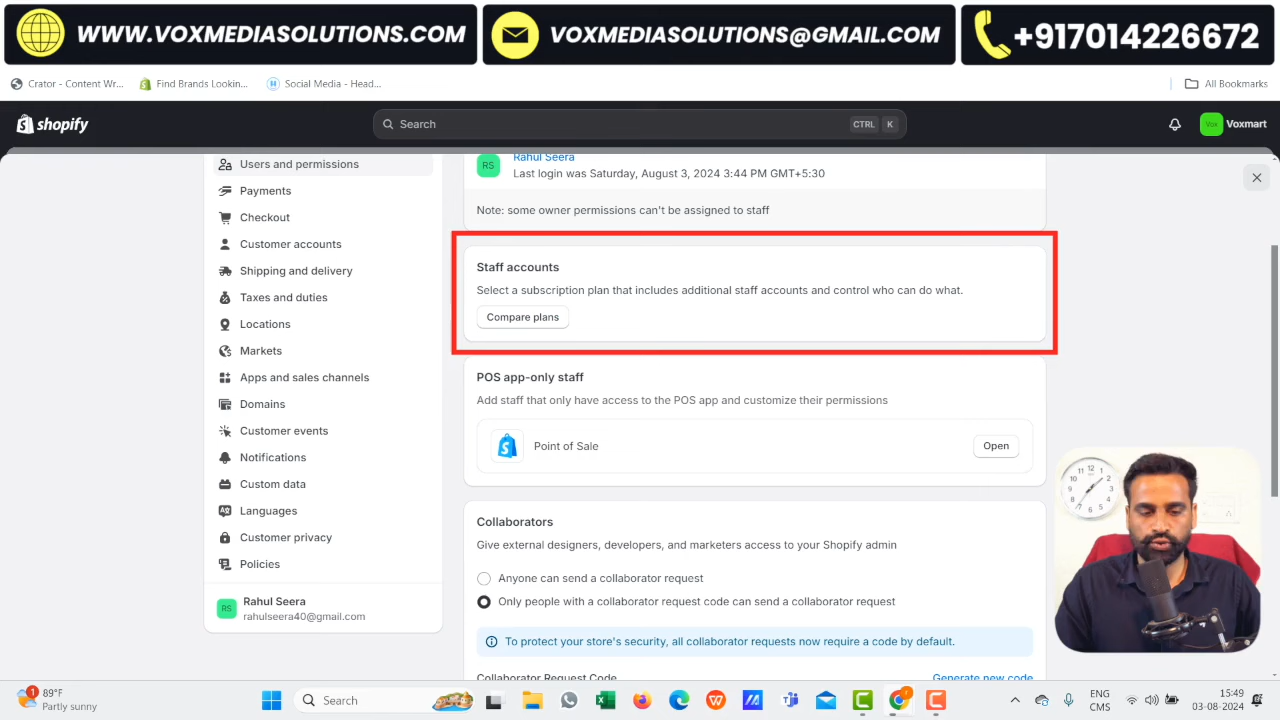 WWW.VOXMEDIASOLUTIONS.COM
VOXMEDIASOLUTIONS@GMAIL.COM
+917014226672
Crator - Content Wr...
Find Brands Lookin...
Social Media - Head...
All Bookmarks
shopify
Search
CTRL K
Vox
Voxmart
Users and permissions
Payments
Checkout
Customer accounts
Shipping and delivery
Taxes and duties
Locations
Markets
Apps and sales channels
Domains
Customer events
Notifications
Custom data
Languages
Customer privacy
Policies
RS
Rahul Seera
rahulseera40@gmail.com
RS
Rahul Seera
Last login was Saturday, August 3, 2024 3:44 PM GMT+5:30
Note: some owner permissions can't be assigned to staff
Staff accounts
Select a subscription plan that includes additional staff accounts and control who can do what.
Compare plans
POS app-only staff
Add staff that only have access to the POS app and customize their permissions
Point of Sale
Open
Collaborators
Give external designers, developers, and marketers access to your Shopify admin
Anyone can send a collaborator request
Only people with a collaborator request code can send a collaborator request
To protect your store's security, all collaborator requests now require a code by default.
Collaborator Request Code
Generate new code
1
89°F
Partly sunny
Search
ENG
CMS
15:49
03-08-2024